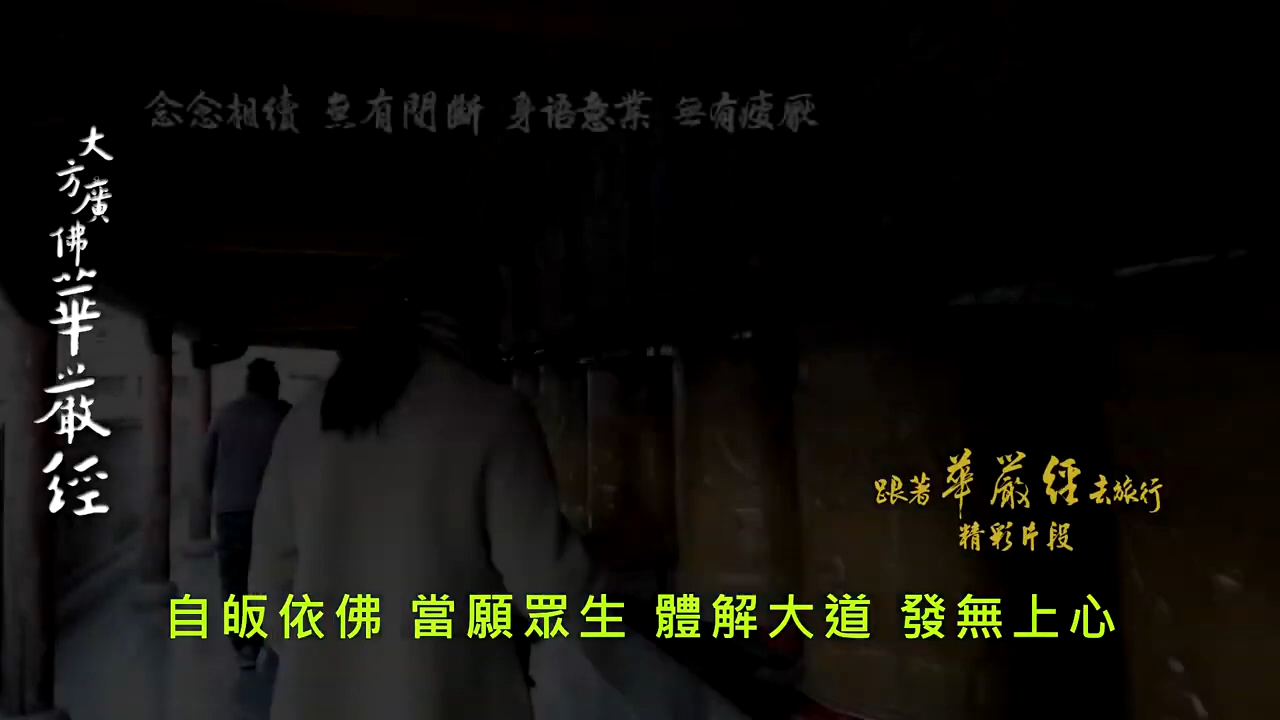 念念相續 無有間斷 身語意業 無有疲厭
大方廣佛華嚴經
跟著華嚴經去旅行
精彩片段
自皈依佛 當願眾生 體解大道 發無上心